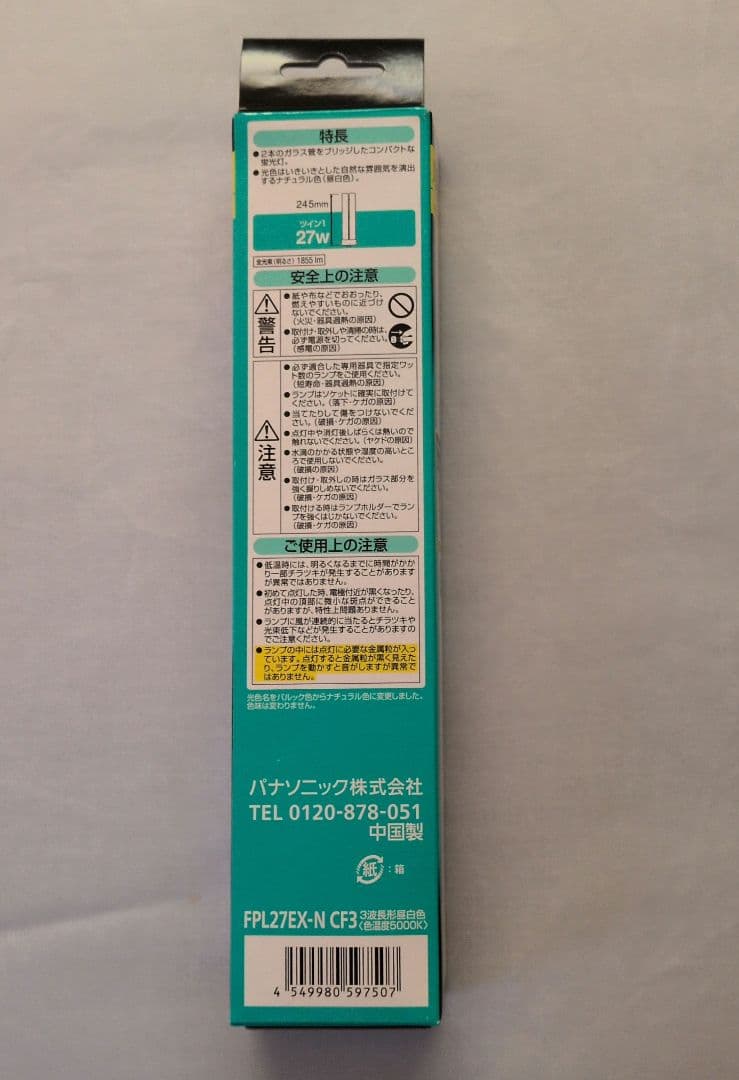 特長
●2本のガラス管をブリッジしたコンパクトな
蛍光灯。
●光色はいきいきとした自然な雰囲気を演出
するナチュラル色(昼白色)。
245mm
ツイン1
27W
全光束(明るさ) 1855 lm
安全上の注意
警告
●紙や布などでおおったり、
燃えやすいものに近づけ
ないでください。
(火災・器具過熱の原因)
●取付け・取外しや清掃の時は、
必ず電源を切ってください。
(感電の原因)
注意
●必ず適合した専用器具で指定ワッ
ト数のランプをご使用ください。
(短寿命・器具過熱の原因)
●ランプはソケットに確実に取付けて
ください。(落下・ケガの原因)
●当てたりして傷をつけないでくだ
さい。(破損・ケガの原因)
●点灯中や消灯後しばらくは熱いので
触れないでください。(ヤケドの原因)
●水滴のかかる状態や湿度の高いとこ
ろで使用しないでください。
(破損の原因)
●取付け・取外しの時はガラス部分を
強く握りしめないでください。
(破損・ケガの原因)
●取付ける時はランプホルダーでラン
プを強くはじかないでください。
(破損・ケガの原因)
ご使用上の注意
●低温時には、明るくなるまでに時間がかか
り一部チラツキが発生することがあります
が異常ではありません。
●初めて点灯した時、電極付近が黒くなったり、
点灯中の頂部に微小な斑点ができること
がありますが、特性上問題ありません。
●ランプに風が連続的に当たるとチラツキや
光束低下などが発生することがありますの
でご注意ください。
●ランプの中には点灯に必要な金属粒が入っ
ています。点灯すると金属粒が黒く見えた
り、ランプを動かすと音がしますが異常で
はありません。
光色名をパルック色からナチュラル色に変更しました。
色味は変わりません。
パナソニック株式会社
TEL 0120-878-051
中国製
紙 : 箱
FPL27EX-N CF3 3波長形昼白色
〈色温度5000K〉
4 549980 597507